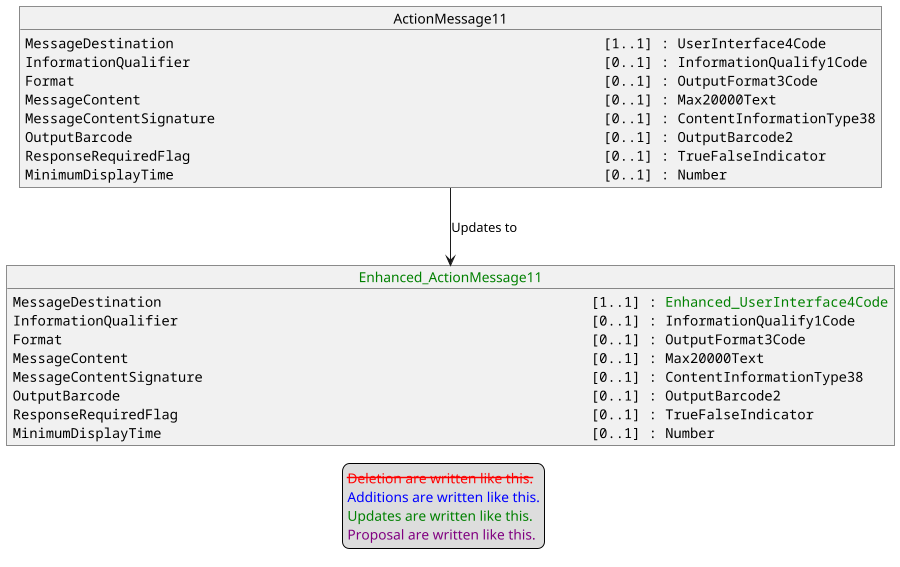 ActionMessage11
MessageDestination [1..1] : UserInterface4Code
InformationQualifier [0..1] : InformationQualify1Code
Format [0..1] : OutputFormat3Code
MessageContent [0..1] : Max20000Text
MessageContentSignature [0..1] : ContentInformationType38
OutputBarcode [0..1] : OutputBarcode2
ResponseRequiredFlag [0..1] : TrueFalseIndicator
MinimumDisplayTime [0..1] : Number
Updates to
Enhanced_ActionMessage11
MessageDestination [1..1] : Enhanced_UserInterface4Code
InformationQualifier [0..1] : InformationQualify1Code
Format [0..1] : OutputFormat3Code
MessageContent [0..1] : Max20000Text
MessageContentSignature [0..1] : ContentInformationType38
OutputBarcode [0..1] : OutputBarcode2
ResponseRequiredFlag [0..1] : TrueFalseIndicator
MinimumDisplayTime [0..1] : Number
Deletion are written like this.
Additions are written like this.
Updates are written like this.
Proposal are written like this.